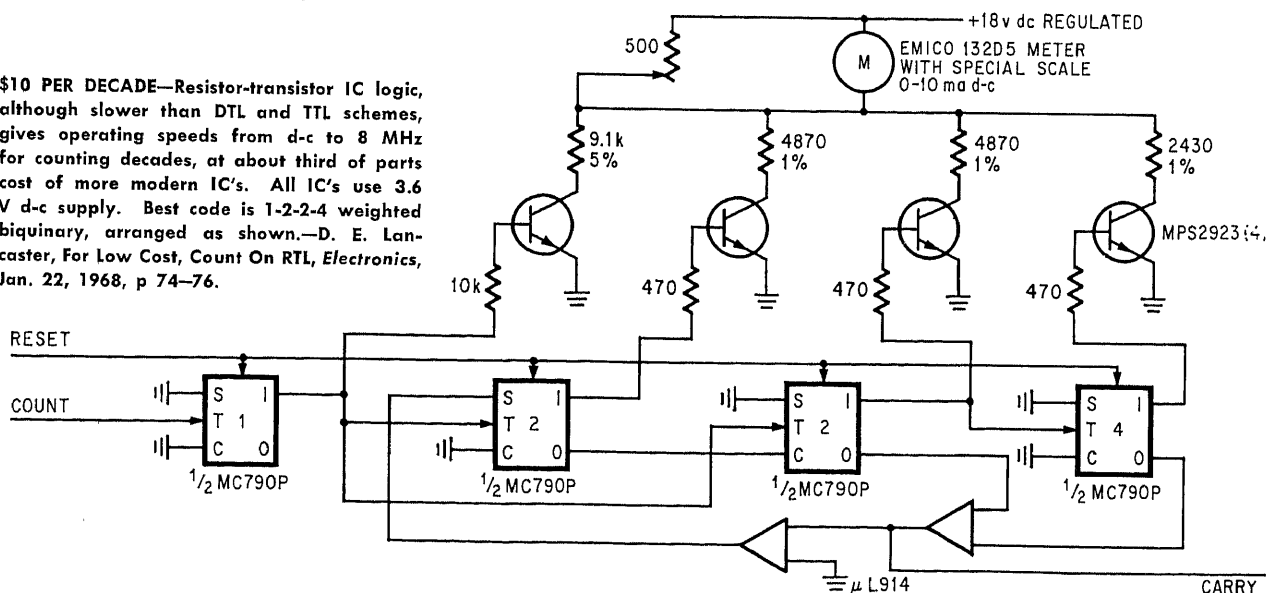 $10 PER DECADE—Resistor-transistor IC logic,
although slower than DTL and TTL schemes,
gives operating speeds from d-c to 8 MHz
for counting decades, at about third of parts
cost of more modern IC's. All IC's use 3.6
V d-c supply. Best code is 1-2-2-4 weighted
biquinary, arranged as shown.—D. E. Lan-
caster, For Low Cost, Count On RTL, Electronics,
Jan. 22, 1968, p 74–76.
+18v dc REGULATED
500
M
EMICO 132D5 METER
WITH SPECIAL SCALE
0-10 ma d-c
9.1k
5%
4870
1%
4870
1%
2430
1%
MPS2923(4)
10k
470
470
470
RESET
COUNT
S 1
T 1
C 0
1/2 MC790P
S 1
T 2
C 0
1/2 MC790P
S 1
T 2
C 0
1/2 MC790P
S 1
T 4
C 0
1/2 MC790P
μL914
CARRY